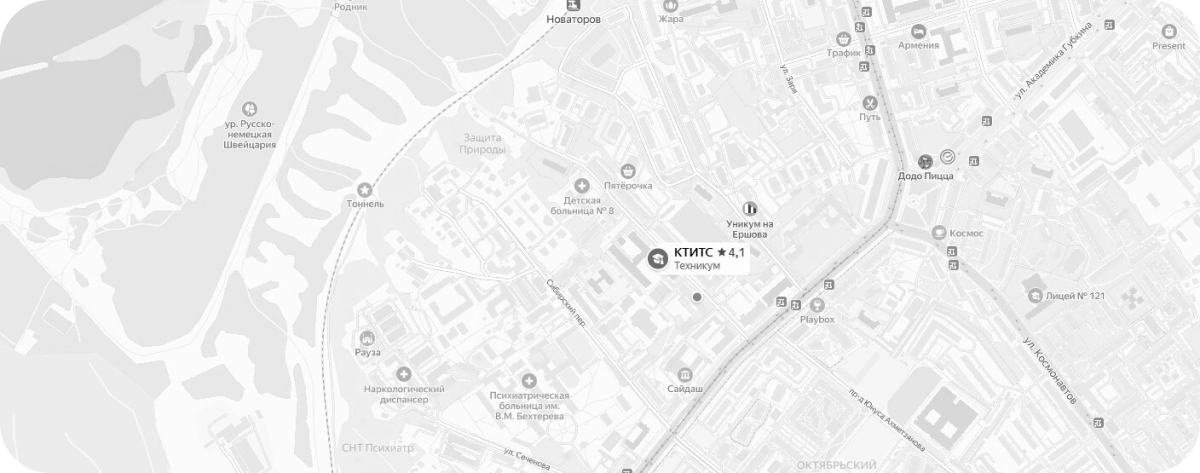 Родник
Новаторов
Жара
Трафик
Армения
ул. Академика Губкина
Present
ул. Русско-
немецкая
Швейцария
ул. Заря
Путь
Защита
Природы
Тоннель
Пятёрочка
Детская
больница № 8
Додо Пицца
Уникум на
Ершова
Космос
КТИТС ★ 4,1
Техникум
Сибирский пер.
Playbox
Лицей № 121
Рауза
Наркологический
диспансер
Психиатрическая
больница им.
В.М. Бехтерева
Сайдаш
ул. Космонавтов
пр-д Юнуса Ахметзянова
СНТ Психиатр
ул. Сеченова
ОКТЯБРЬСКИЙ